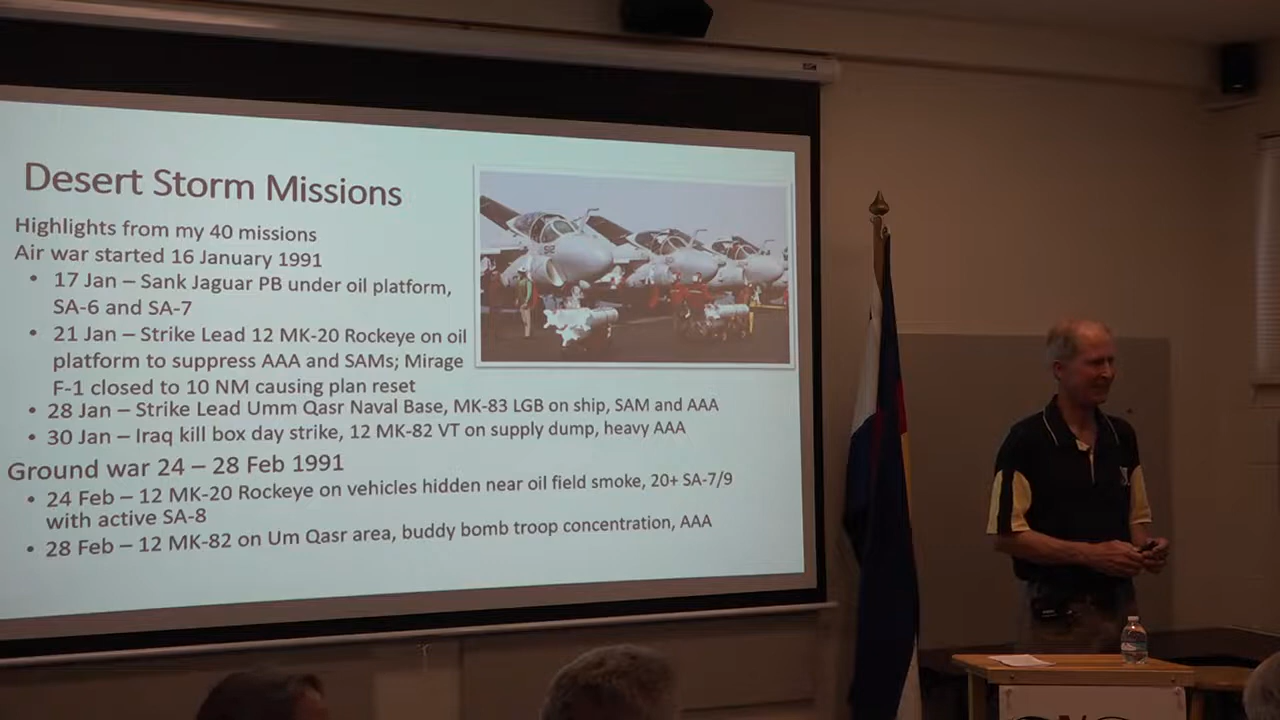 Desert Storm Missions
Highlights from my 40 missions
Air war started 16 January 1991
• 17 Jan – Sank Jaguar PB under oil platform,
SA-6 and SA-7
• 21 Jan – Strike Lead 12 MK-20 Rockeye on oil
platform to suppress AAA and SAMs; Mirage
F-1 closed to 10 NM causing plan reset
• 28 Jan – Strike Lead Umm Qasr Naval Base, MK-83 LGB on ship, SAM and AAA
• 30 Jan – Iraq kill box day strike, 12 MK-82 VT on supply dump, heavy AAA
Ground war 24 – 28 Feb 1991
• 24 Feb – 12 MK-20 Rockeye on vehicles hidden near oil field smoke, 20+ SA-7/9
with active SA-8
• 28 Feb – 12 MK-82 on Um Qasr area, buddy bomb troop concentration, AAA